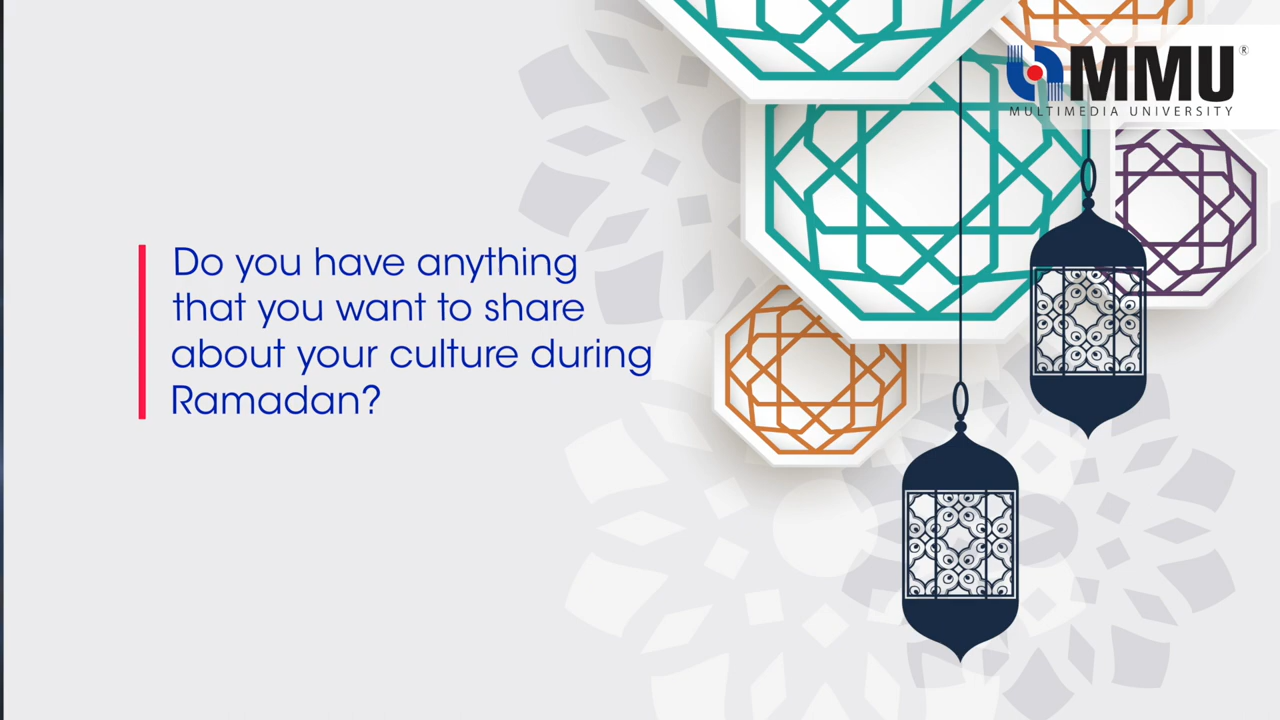 MMU®
MULTIMEDIA UNIVERSITY
Do you have anything
that you want to share
about your culture during
Ramadan?